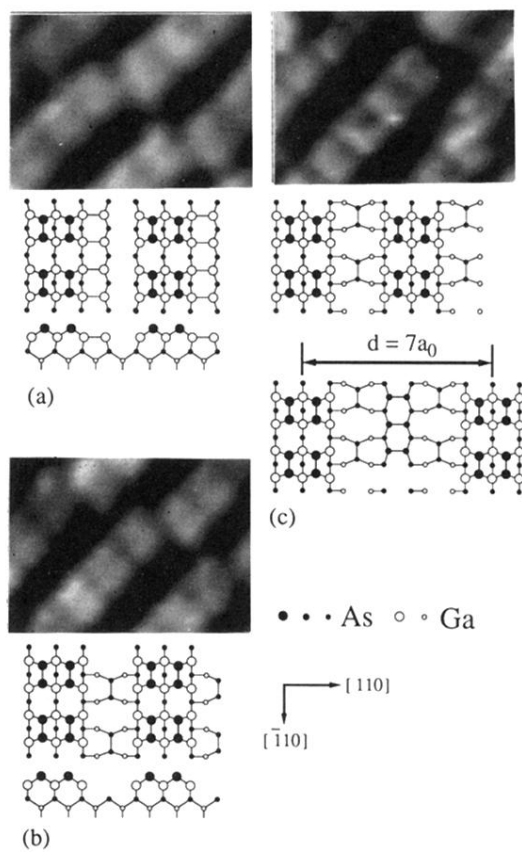 (a)
d = 7a₀
(c)
● • · As ○ ∘ Ga
[110]
[1̄10]
(b)